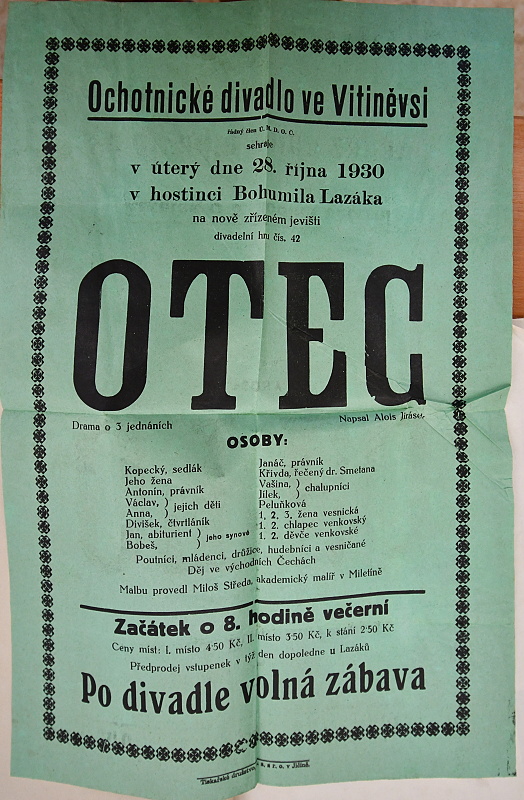 Ochotnické divadlo ve Vitiněvsi
řádný člen Ú. M. D. O. Č.
sehraje
v úterý dne 28. října 1930
v hostinci Bohumila Lazáka
na nově zřízeném jevišti
divadelní hru čís. 42
OTEC
Drama o 3 jednáních
Napsal Alois Jirásek
OSOBY:
Kopecký, sedlák
Jeho žena
Antonín, právník
Václav, } jejich děti
Anna,
Divíšek, čtvrtláník
Jan, abiturient } jeho synové
Bobeš,
Janáč, právník
Křivda, řečený dr. Smetana
Vašina, } chalupníci
Jílek,
Peluňková
1. 2. 3. žena vesnická
1. 2. chlapec venkovský
1. 2. děvče venkovské
Poutníci, mládenci, družice, hudebníci a vesničané
Děj ve východních Čechách
Malbu provedl Miloš Středa, akademický malíř v Miletíně
Začátek o 8. hodině večerní
Ceny míst: I. místo 4·50 Kč, II. místo 3·50 Kč, k stání 2·50 Kč
Předprodej vstupenek v týž den dopoledne u Lazáků
Po divadle volná zábava
Tiskařské družstvo, s. s r. o. v Jičíně.